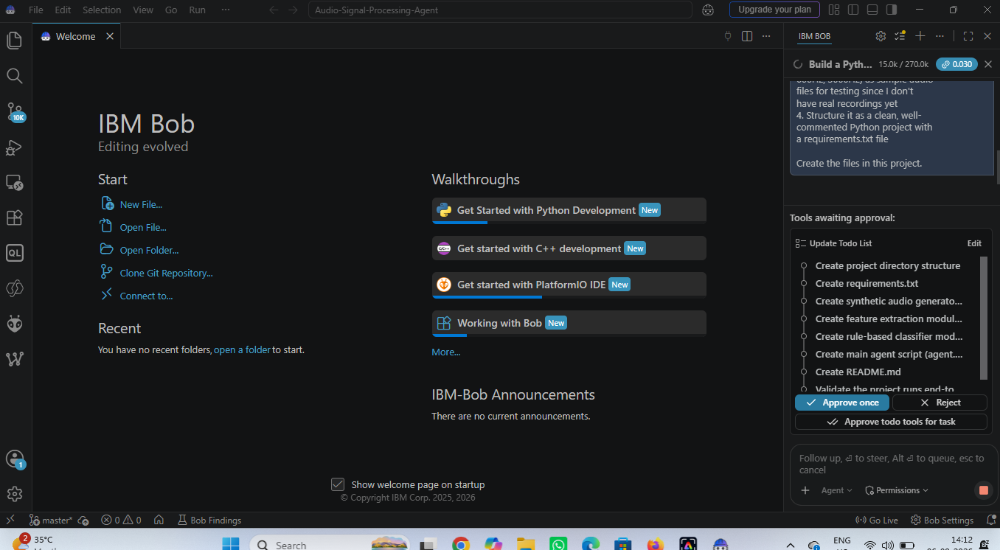 File Edit Selection View Go Run ··· Audio-Signal-Processing-Agent Upgrade your plan
Welcome
IBM BOB
Build a Pyth... 15.0k / 270.0k 0.030
files for testing since I don't
have real recordings yet
4. Structure it as a clean, well-
commented Python project with
a requirements.txt file
Create the files in this project.
10K
QL
1
IBM Bob
Editing evolved
Start
New File...
Open File...
Open Folder...
Clone Git Repository...
Connect to...
Recent
You have no recent folders, open a folder to start.
Walkthroughs
Get Started with Python Development New
C/C++ Get started with C++ development New
Get started with PlatformIO IDE New
Working with Bob New
More...
IBM-Bob Announcements
There are no current announcements.
Show welcome page on startup
© Copyright IBM Corp. 2025, 2026
Tools awaiting approval:
Update Todo List Edit
Create project directory structure
Create requirements.txt
Create synthetic audio generato...
Create feature extraction modul...
Create rule-based classifier mod...
Create main agent script (agent....
Create README.md
Validate the project runs end-to
Approve once Reject
Approve todo tools for task
Follow up, ⏎ to steer, Alt ⏎ to queue, esc to
cancel
Agent Permissions
master* 0 0 Bob Findings Go Live Bob Settings
2 35°C Search ENG 14:12